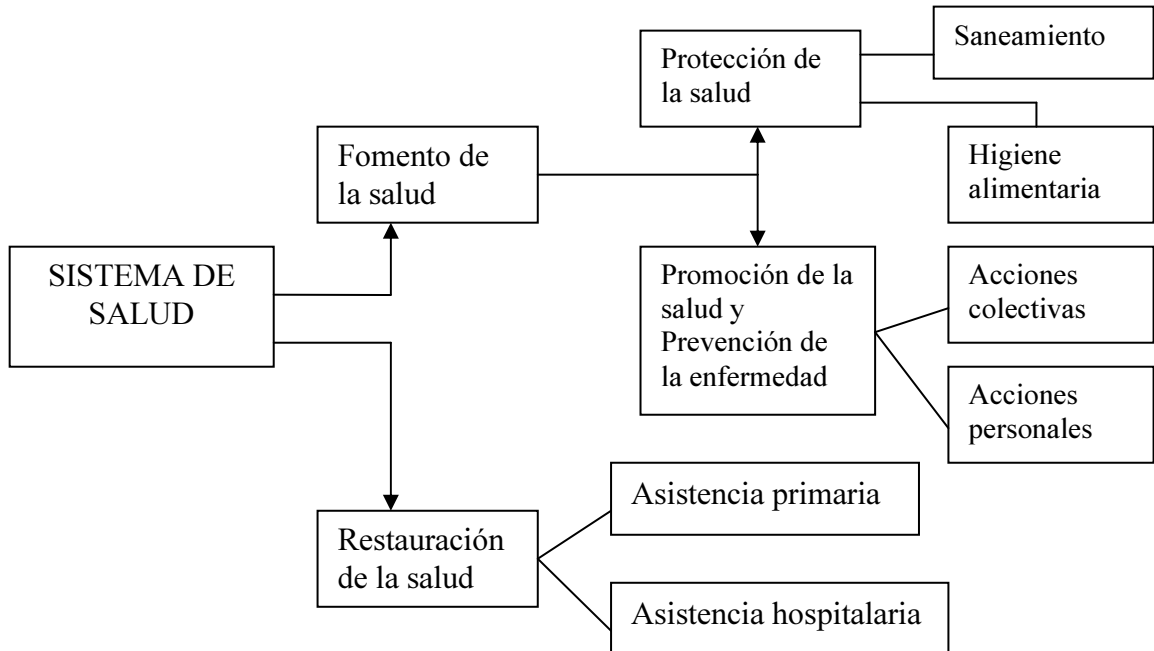 SISTEMA DE
SALUD
Fomento de
la salud
Protección de
la salud
Saneamiento
Higiene
alimentaria
Promoción de la
salud y
Prevención de
la enfermedad
Acciones
colectivas
Acciones
personales
Restauración
de la salud
Asistencia primaria
Asistencia hospitalaria